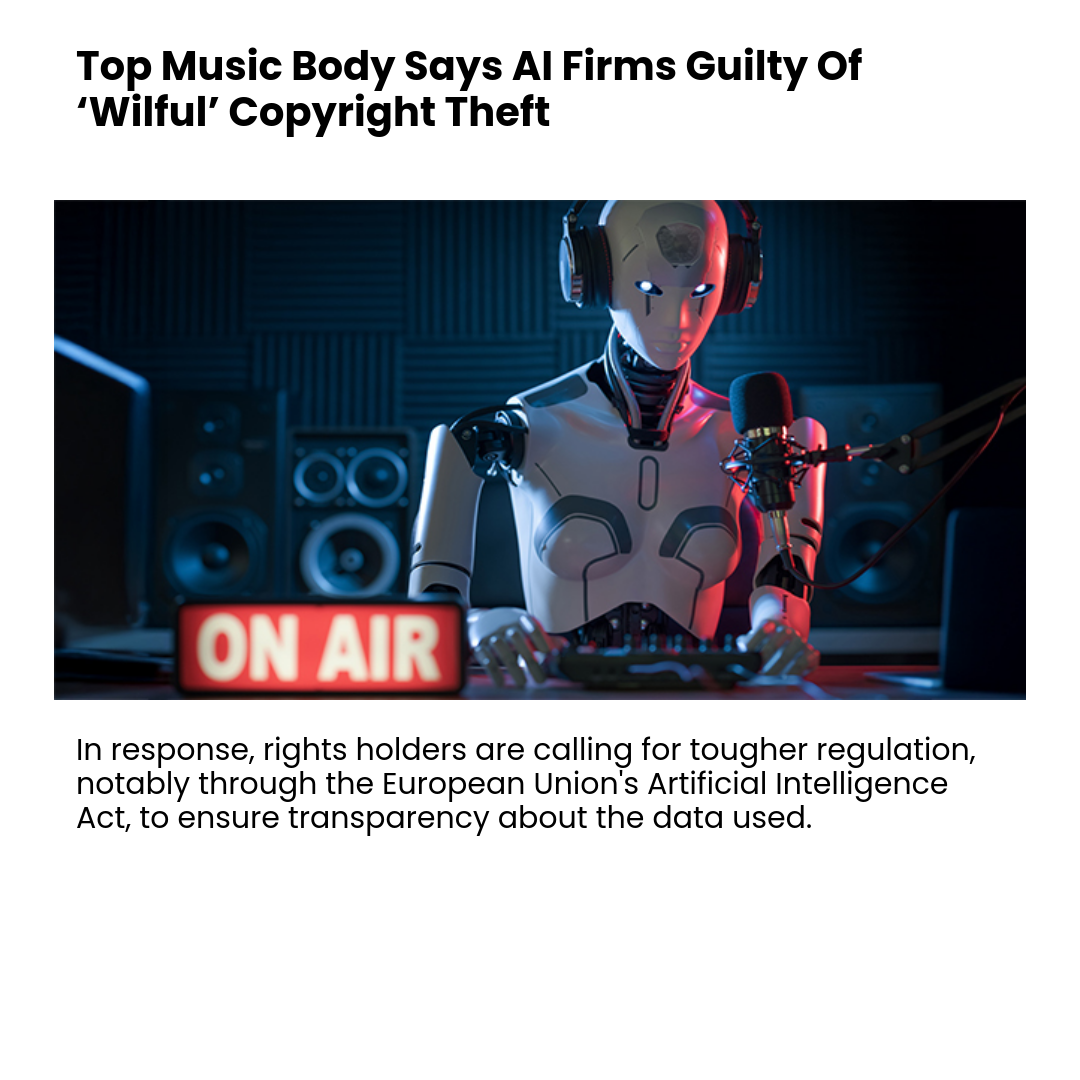 Top Music Body Says AI Firms Guilty Of
‘Wilful’ Copyright Theft
ON AIR
In response, rights holders are calling for tougher regulation,
notably through the European Union's Artificial Intelligence
Act, to ensure transparency about the data used.